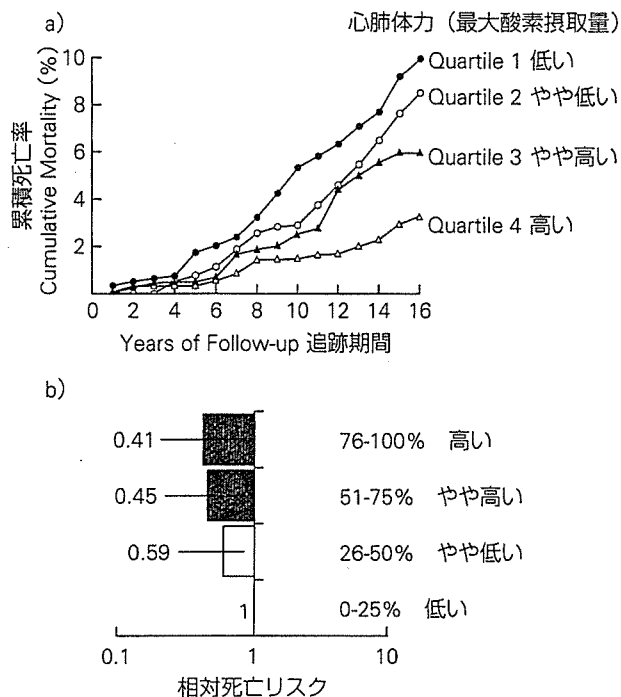 a)
心肺体力（最大酸素摂取量）
累積死亡率
Cumulative Mortality (%)
10
8
6
4
2
Quartile 1 低い
Quartile 2 やや低い
Quartile 3 やや高い
Quartile 4 高い
0 2 4 6 8 10 12 14 16
Years of Follow-up 追跡期間
b)
0.41 76-100% 高い
0.45 51-75% やや高い
0.59 26-50% やや低い
1 0-25% 低い
0.1 1 10
相対死亡リスク